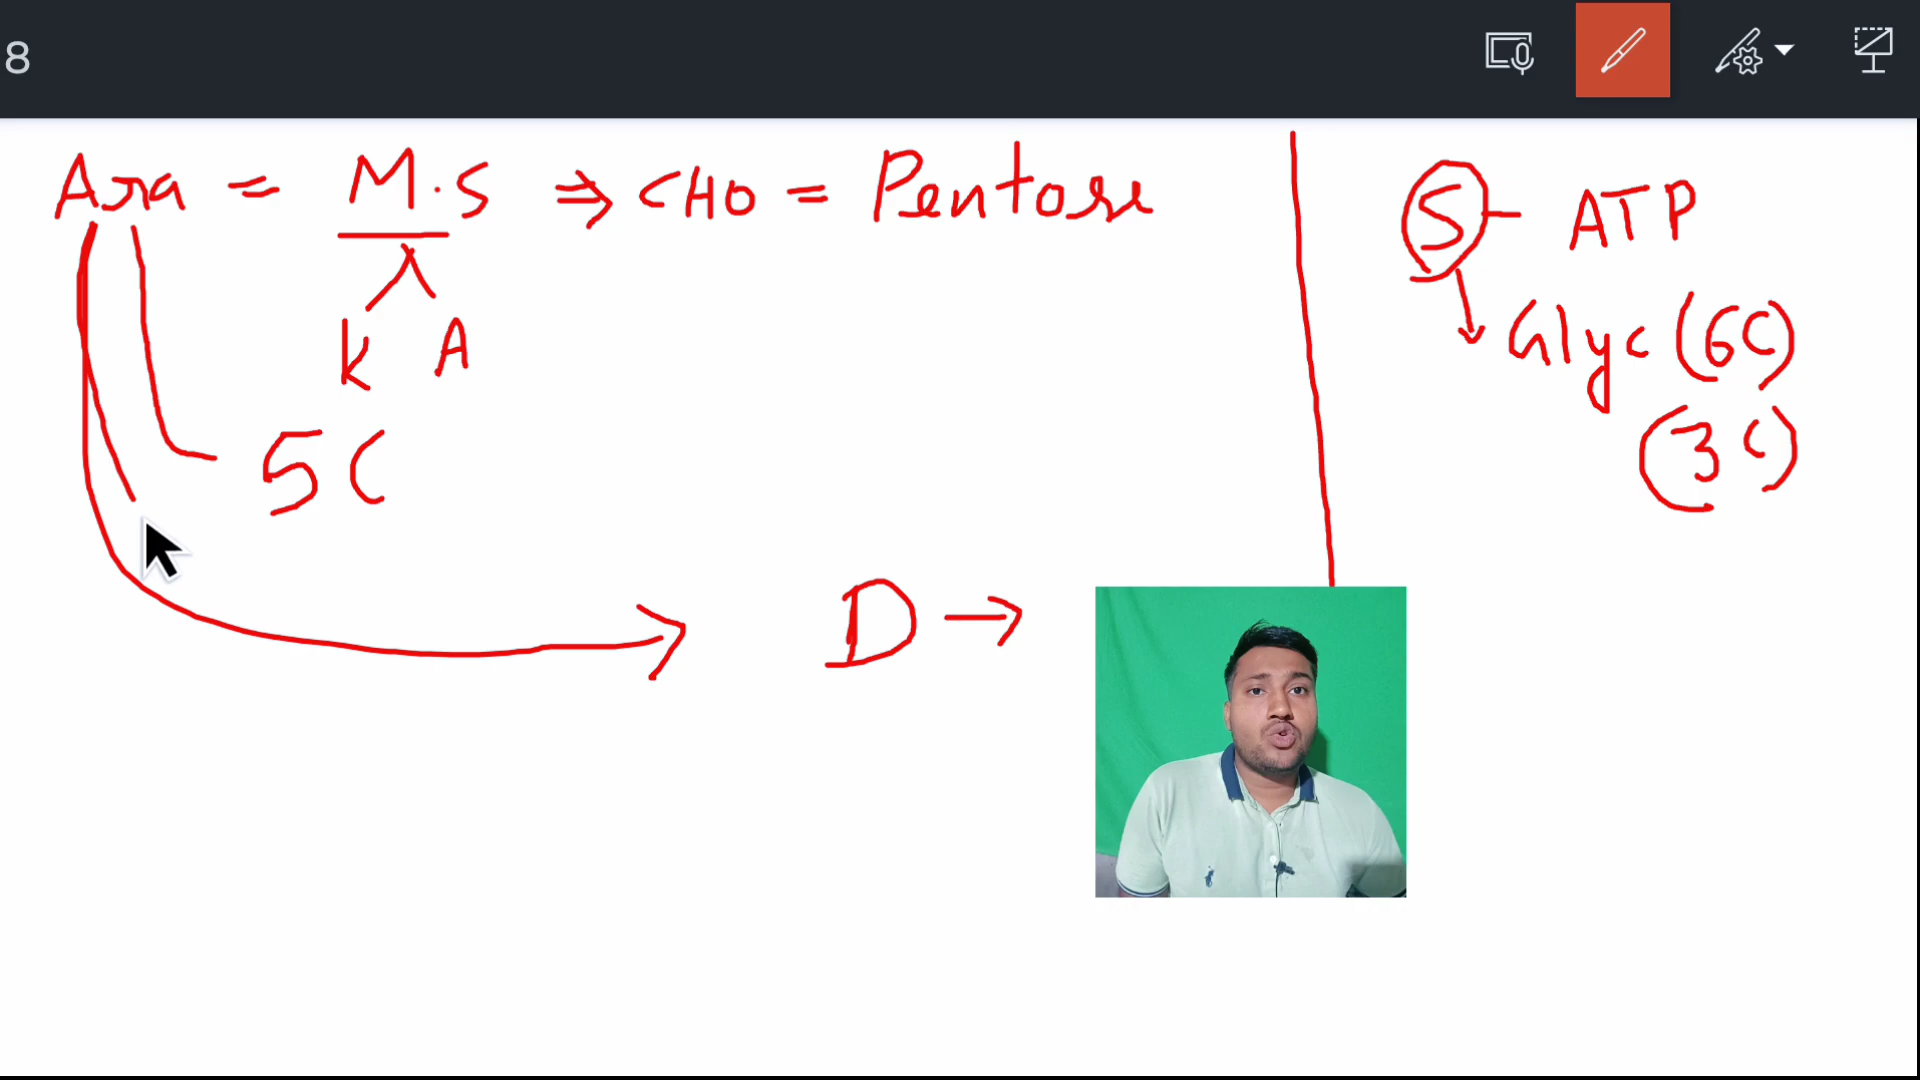 8
Ara = M.S ⇒ CHO = Pentose
K A
5C
D →
S - ATP
↓ Glyc (6C)
(3C)